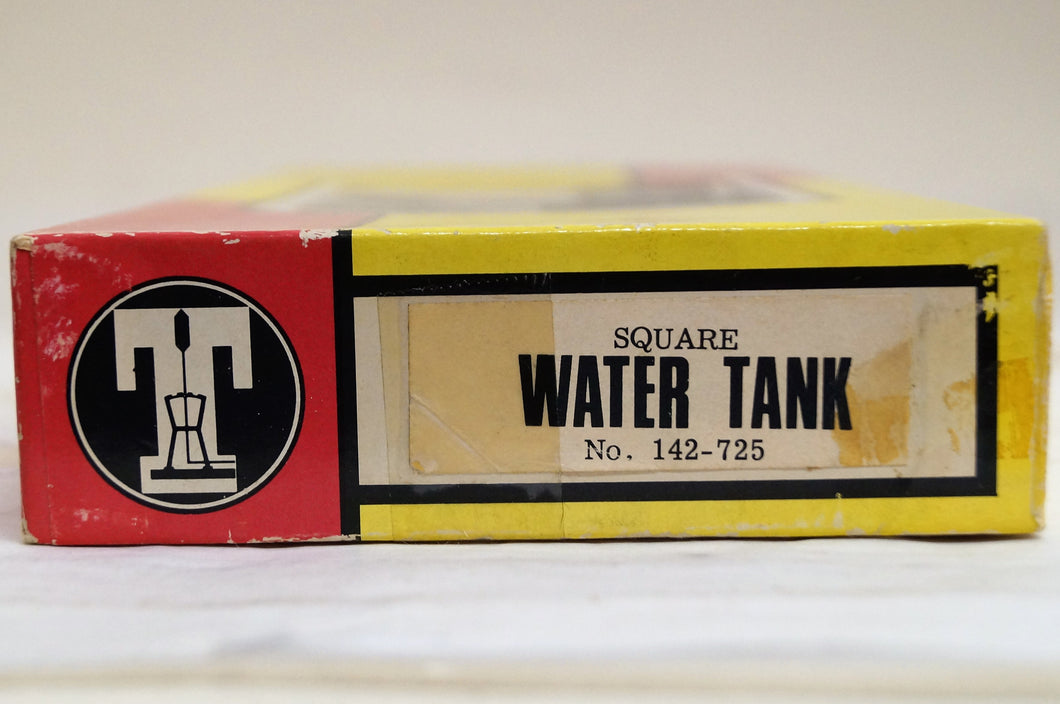 T
SQUARE
WATER TANK
No. 142-725